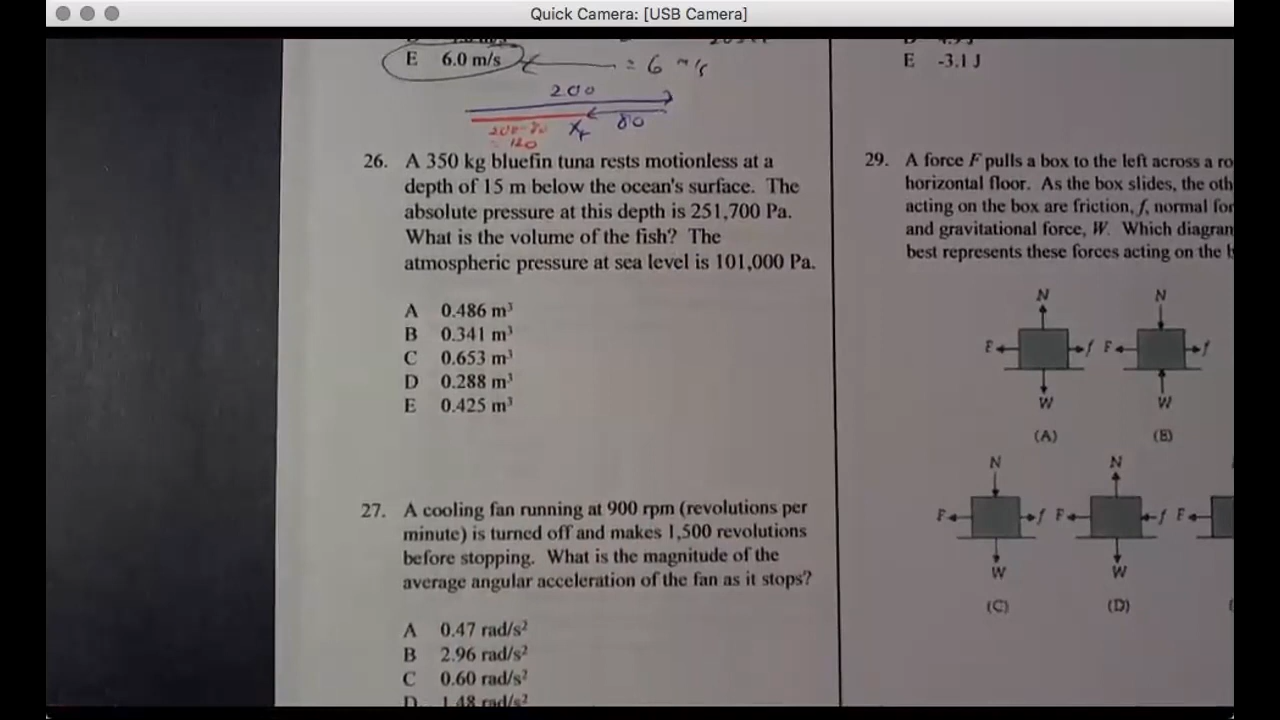 Quick Camera: [USB Camera]
E 6.0 m/s
= 6 m/s
200
80
120
26. A 350 kg bluefin tuna rests motionless at a
depth of 15 m below the ocean's surface. The
absolute pressure at this depth is 251,700 Pa.
What is the volume of the fish? The
atmospheric pressure at sea level is 101,000 Pa.
A 0.486 m³
B 0.341 m³
C 0.653 m³
D 0.288 m³
E 0.425 m³
27. A cooling fan running at 900 rpm (revolutions per
minute) is turned off and makes 1,500 revolutions
before stopping. What is the magnitude of the
average angular acceleration of the fan as it stops?
A 0.47 rad/s²
B 2.96 rad/s²
C 0.60 rad/s²
D 1.48 rad/s²
E -3.1 J
29. A force F pulls a box to the left across a ro
horizontal floor. As the box slides, the oth
acting on the box are friction, f, normal for
and gravitational force, W. Which diagran
best represents these forces acting on the b
N N
F f F f
W W
(A) (B)
N N
F f F f F
W W
(C) (D)